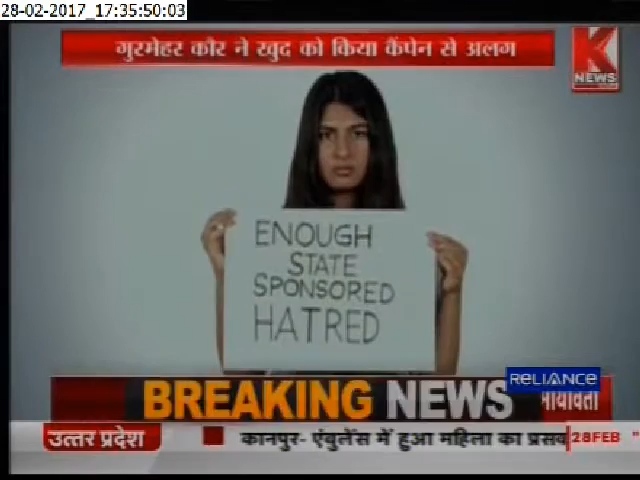 28-02-2017_17:35:50:03
गुरमेहर कौर ने खुद को किया कैंपेन से अलग
K
NEWS
ENOUGH
STATE
SPONSORED
HATRED
RELIANCE
BREAKING NEWS
मायावती
उत्तर प्रदेश
कानपुर- एंबुलेंस में हुआ महिला का प्रसव
28FEB "